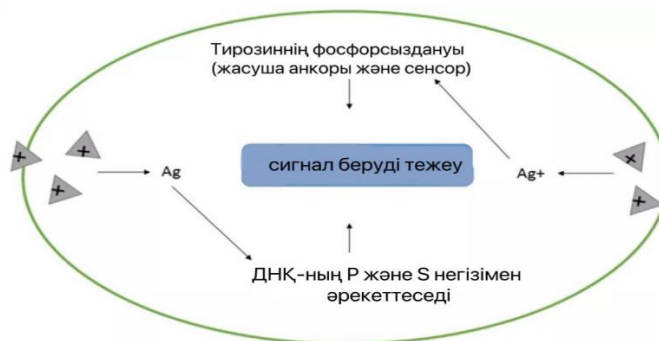 Тирозиннің фосфорсыздануы
(жасуша анкоры және сенсор)
+
+
+
Ag
сигнал беруді тежеу
Ag+
+
+
ДНҚ-ның P және S негізімен
әрекеттеседі